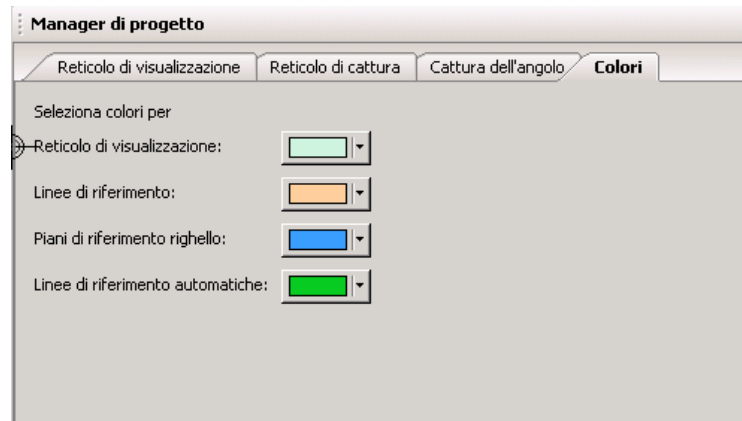 Manager di progetto
Reticolo di visualizzazione Reticolo di cattura Cattura dell'angolo Colori
Seleziona colori per
Reticolo di visualizzazione:
Linee di riferimento:
Piani di riferimento righello:
Linee di riferimento automatiche: